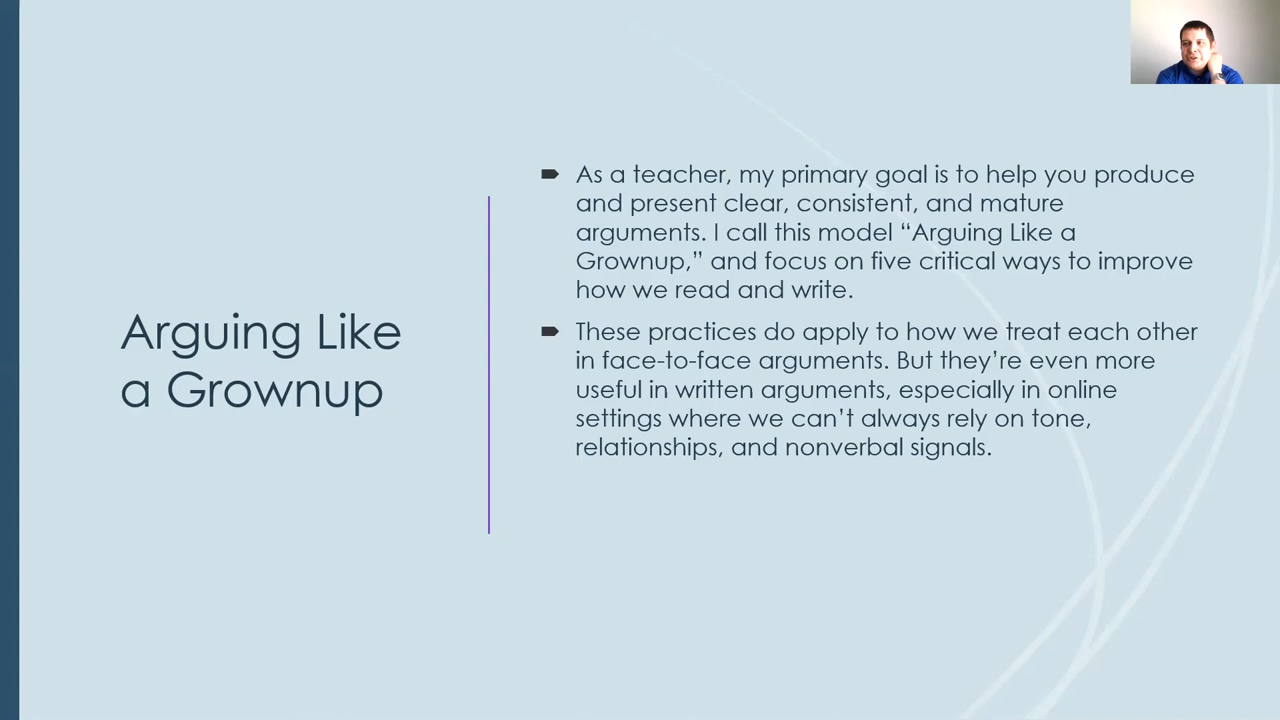 Arguing Like
a Grownup
As a teacher, my primary goal is to help you produce
and present clear, consistent, and mature
arguments. I call this model “Arguing Like a
Grownup,” and focus on five critical ways to improve
how we read and write.
These practices do apply to how we treat each other
in face-to-face arguments. But they’re even more
useful in written arguments, especially in online
settings where we can’t always rely on tone,
relationships, and nonverbal signals.